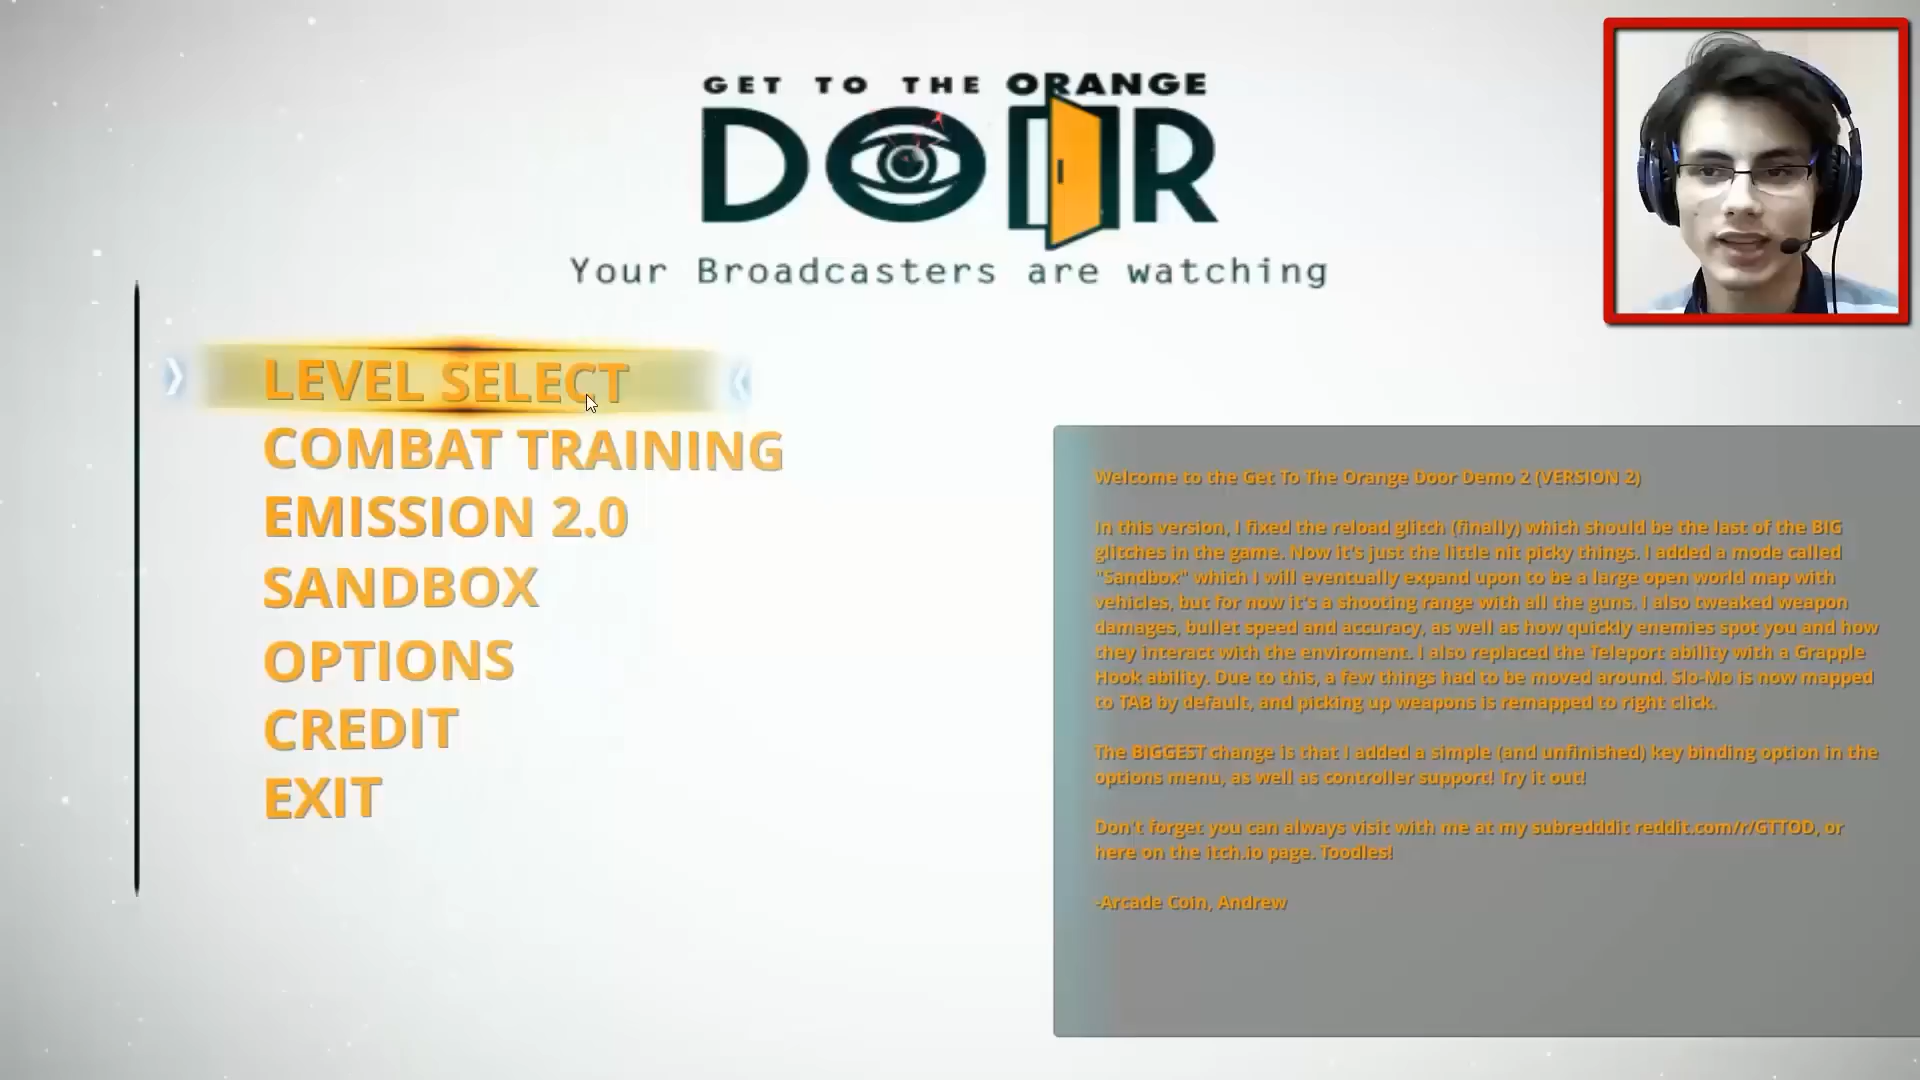 GET TO THE ORANGE
DOOR
Your Broadcasters are watching
LEVEL SELECT
COMBAT TRAINING
EMISSION 2.0
SANDBOX
OPTIONS
CREDIT
EXIT
Welcome to the Get To The Orange Door Demo 2 (VERSION 2)
In this version, I fixed the reload glitch (finally) which should be the last of the BIG
glitches in the game. Now it's just the little nit picky things. I added a mode called
"Sandbox" which I will eventually expand upon to be a large open world map with
vehicles, but for now it's a shooting range with all the guns. I also tweaked weapon
damages, bullet speed and accuracy, as well as how quickly enemies spot you and how
they interact with the enviroment. I also replaced the Teleport ability with a Grapple
Hook ability. Due to this, a few things had to be moved around. Slo-Mo is now mapped
to TAB by default, and picking up weapons is remapped to right click.
The BIGGEST change is that I added a simple (and unfinished) key binding option in the
options menu, as well as controller support! Try it out!
Don't forget you can always visit with me at my subredddit reddit.com/r/GTTOD, or
here on the itch.io page. Toodles!
-Arcade Coin, Andrew